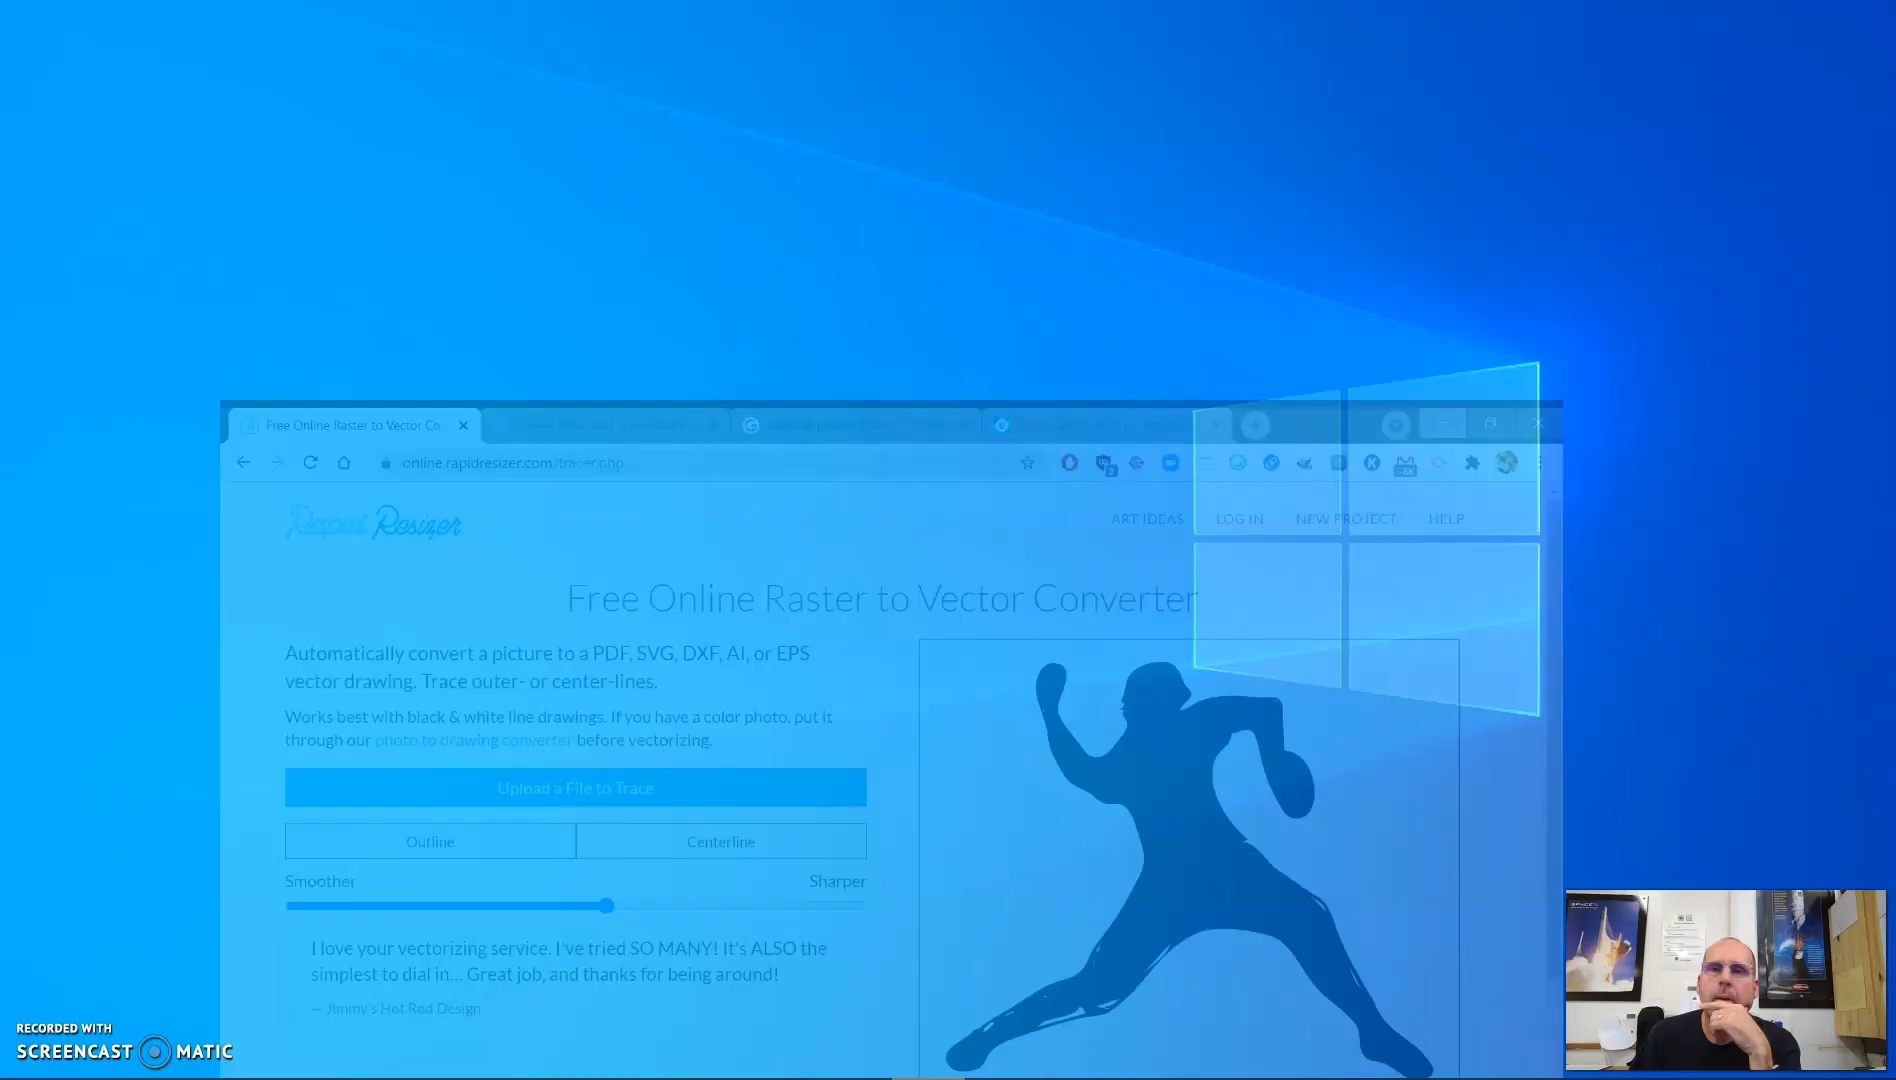 Free Online Raster to Vector Co
online.rapidresizer.com/tracer.php
Rapid Resizer
ART IDEAS LOG IN NEW PROJECT HELP
Free Online Raster to Vector Converter
Automatically convert a picture to a PDF, SVG, DXF, AI, or EPS
vector drawing. Trace outer- or center-lines.
Works best with black & white line drawings. If you have a color photo, put it
through our photo to drawing converter before vectorizing.
Upload a File to Trace
Outline
Centerline
Smoother
Sharper
I love your vectorizing service. I've tried SO MANY! It's ALSO the
simplest to dial in... Great job, and thanks for being around!
– Jimmy's Hot Rod Design
RECORDED WITH
SCREENCAST MATIC